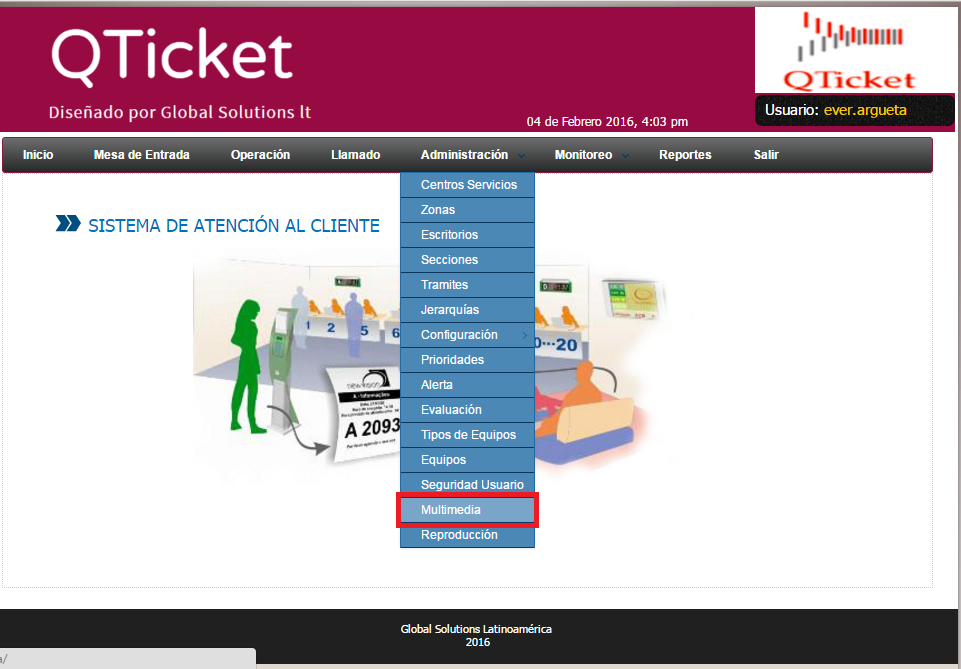 QTicket
Diseñado por Global Solutions lt
QTicket
04 de Febrero 2016, 4:03 pm
Usuario: ever.argueta
Inicio
Mesa de Entrada
Operación
Llamado
Administración
Monitoreo
Reportes
Salir
Centros Servicios
Zonas
Escritorios
Secciones
Tramites
Jerarquías
Configuración
Prioridades
Alerta
Evaluación
Tipos de Equipos
Equipos
Seguridad Usuario
Multimedia
Reproducción
SISTEMA DE ATENCIÓN AL CLIENTE
1 2 5 6
0···20
newvision
A - Informações
A 2093
Global Solutions Latinoamérica
2016
a/